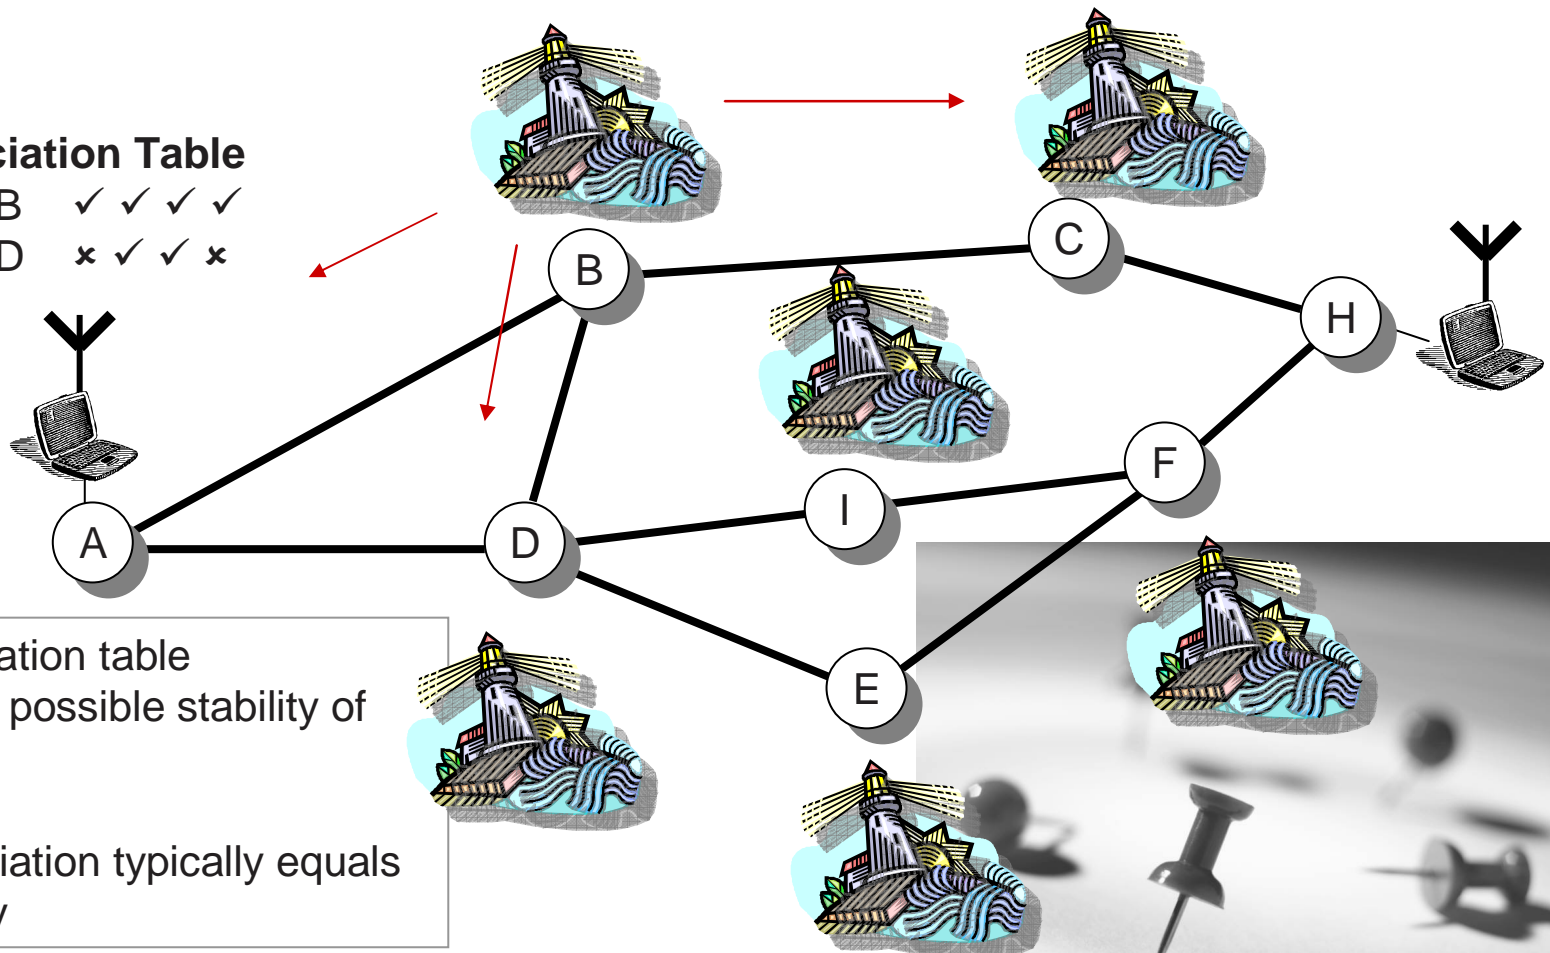 ciation Table
B ✓ ✓ ✓ ✓
D ✗ ✓ ✓ ✗
B
C
H
A
D
I
F
E
ation table
possible stability of
iation typically equals